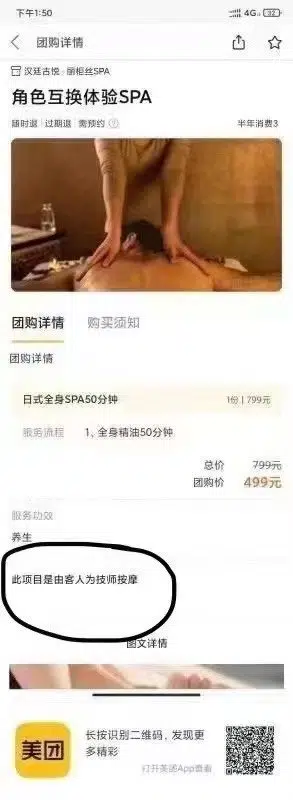 下午1:50
4G
52
团购详情
汉廷古悦·丽相丝SPA
角色互换体验SPA
随时退 | 过期退 | 需预约 ?
半年消费3
团购详情
购买须知
团购详情
日式全身SPA50分钟
1份 | 799元
服务流程
1、全身精油50分钟
总价 799元
团购价 499元
服务功效
养生
此项目是由客人为技师按摩
图文详情
美团
长按识别二维码，发现更
多精彩
打开美团App查看